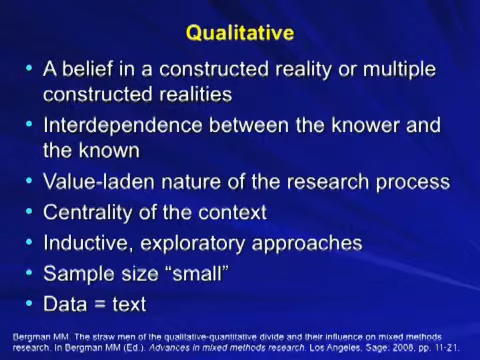 Qualitative
• A belief in a constructed reality or multiple
constructed realities
• Interdependence between the knower and
the known
• Value-laden nature of the research process
• Centrality of the context
• Inductive, exploratory approaches
• Sample size “small”
• Data = text
Bergman MM. The straw men of the qualitative-quantitative divide and their influence on mixed methods
research. In Bergman MM (Ed.). Advances in mixed methods research. Los Angeles, Sage: 2008, pp. 11-21.